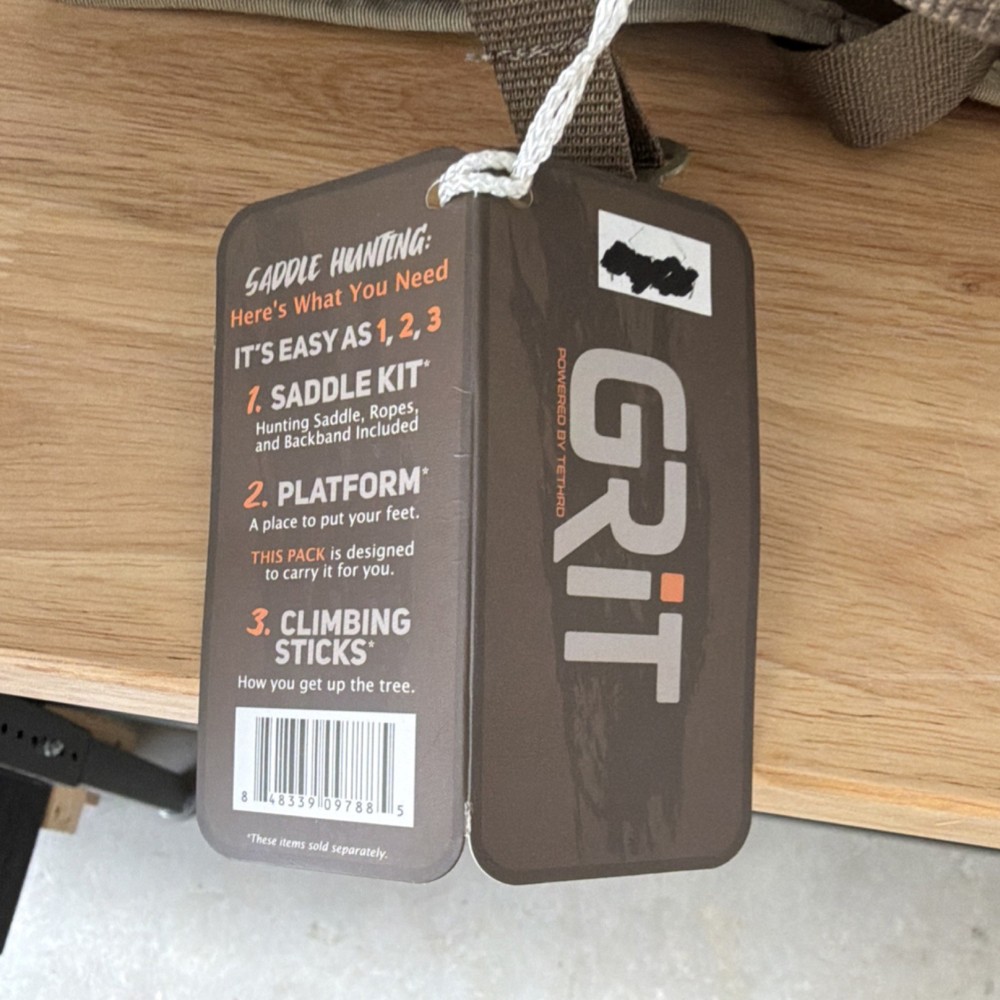 SADDLE HUNTING:
Here's What You Need
IT'S EASY AS 1, 2, 3
1. SADDLE KIT*
Hunting Saddle, Ropes,
and Backband Included
2. PLATFORM*
A place to put your feet.
THIS PACK is designed
to carry it for you.
3. CLIMBING
STICKS*
How you get up the tree.
8 48339 09788 5
*These items sold separately.
GRiT
POWERED BY TETHRD